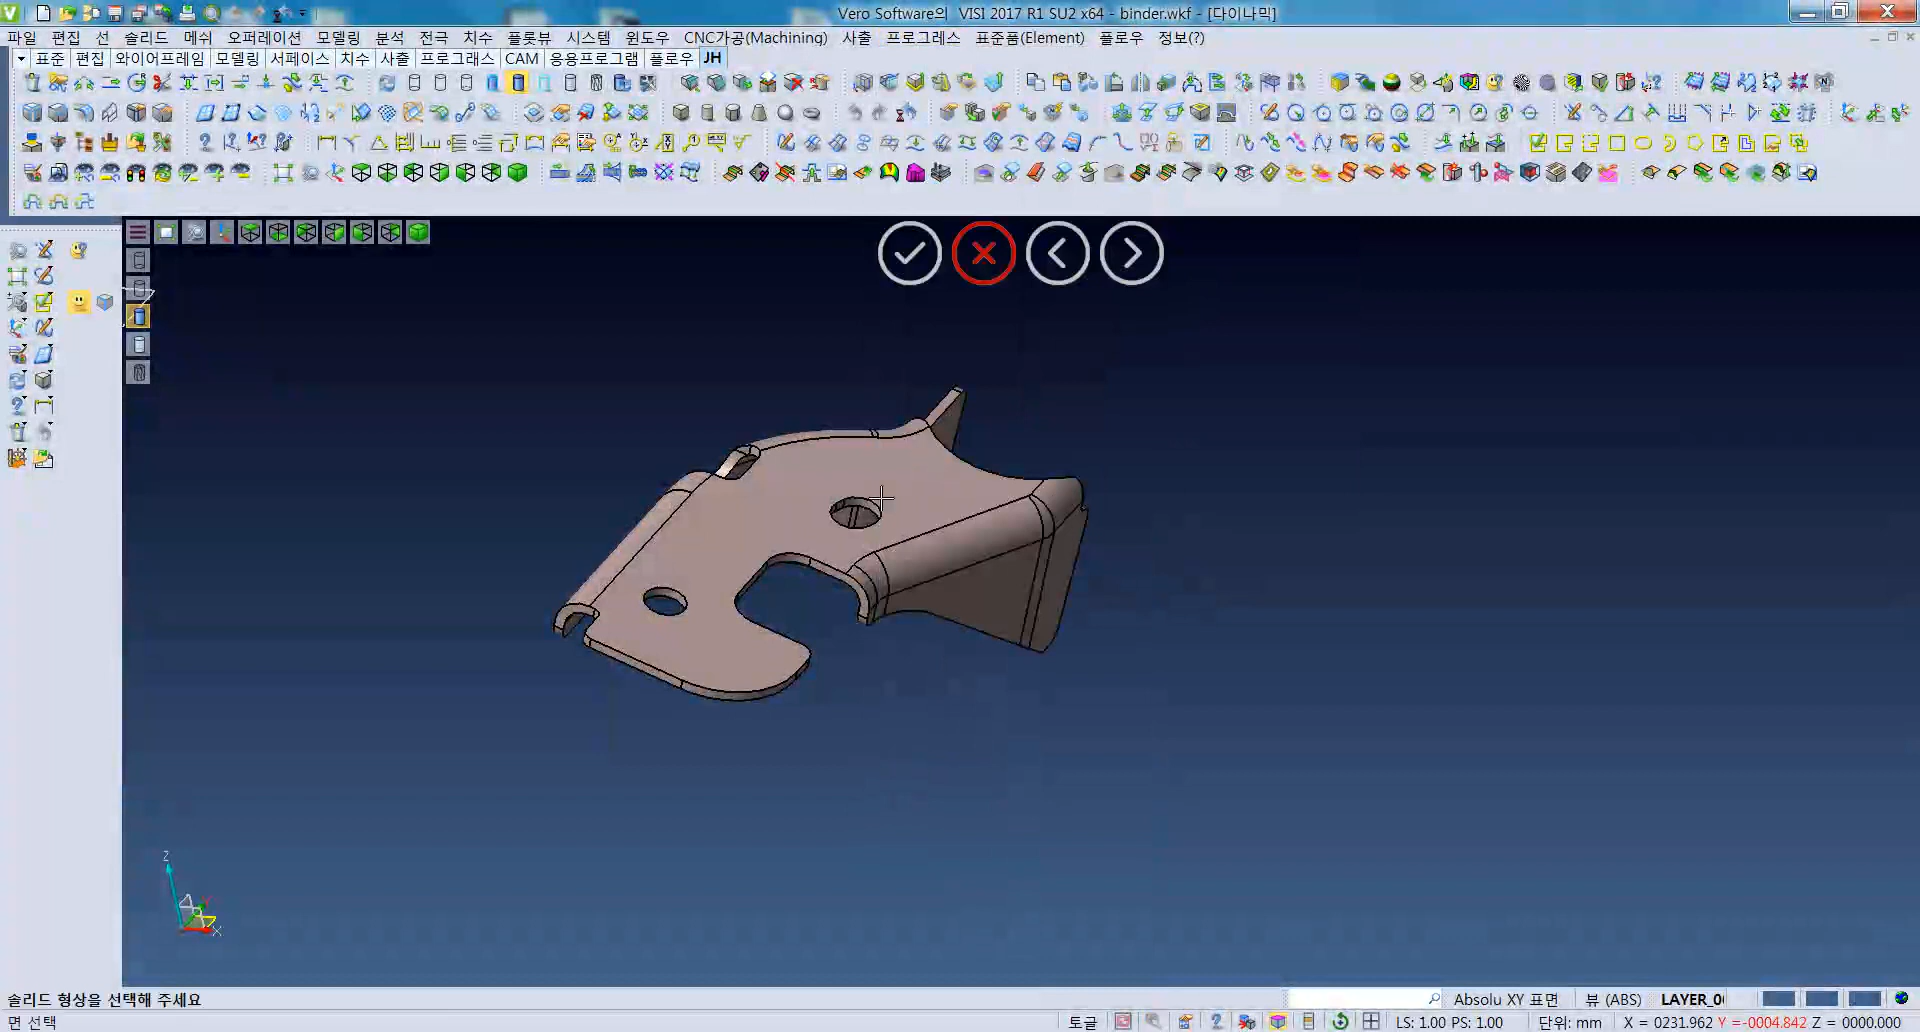 Vero Software의 VISI 2017 R1 SU2 x64 - binder.wkf - [다이나믹]
파일 편집 선 솔리드 메쉬 오퍼레이션 모델링 분석 전극 치수 플롯뷰 시스템 윈도우 CNC가공(Machining) 사출 프로그레스 표준품(Element) 플로우 정보(?)
표준 편집 와이어프레임 모델링 서페이스 치수 사출 프로그래스 CAM 응용프로그램 플로우 JH
Z
X
솔리드 형상을 선택해 주세요
Absolu XY 표면 뷰 (ABS)
면 선택
토글 LS: 1.00 PS: 1.00 단위: mm X = 0231.962 Y =-0004.842 Z = 0000.000